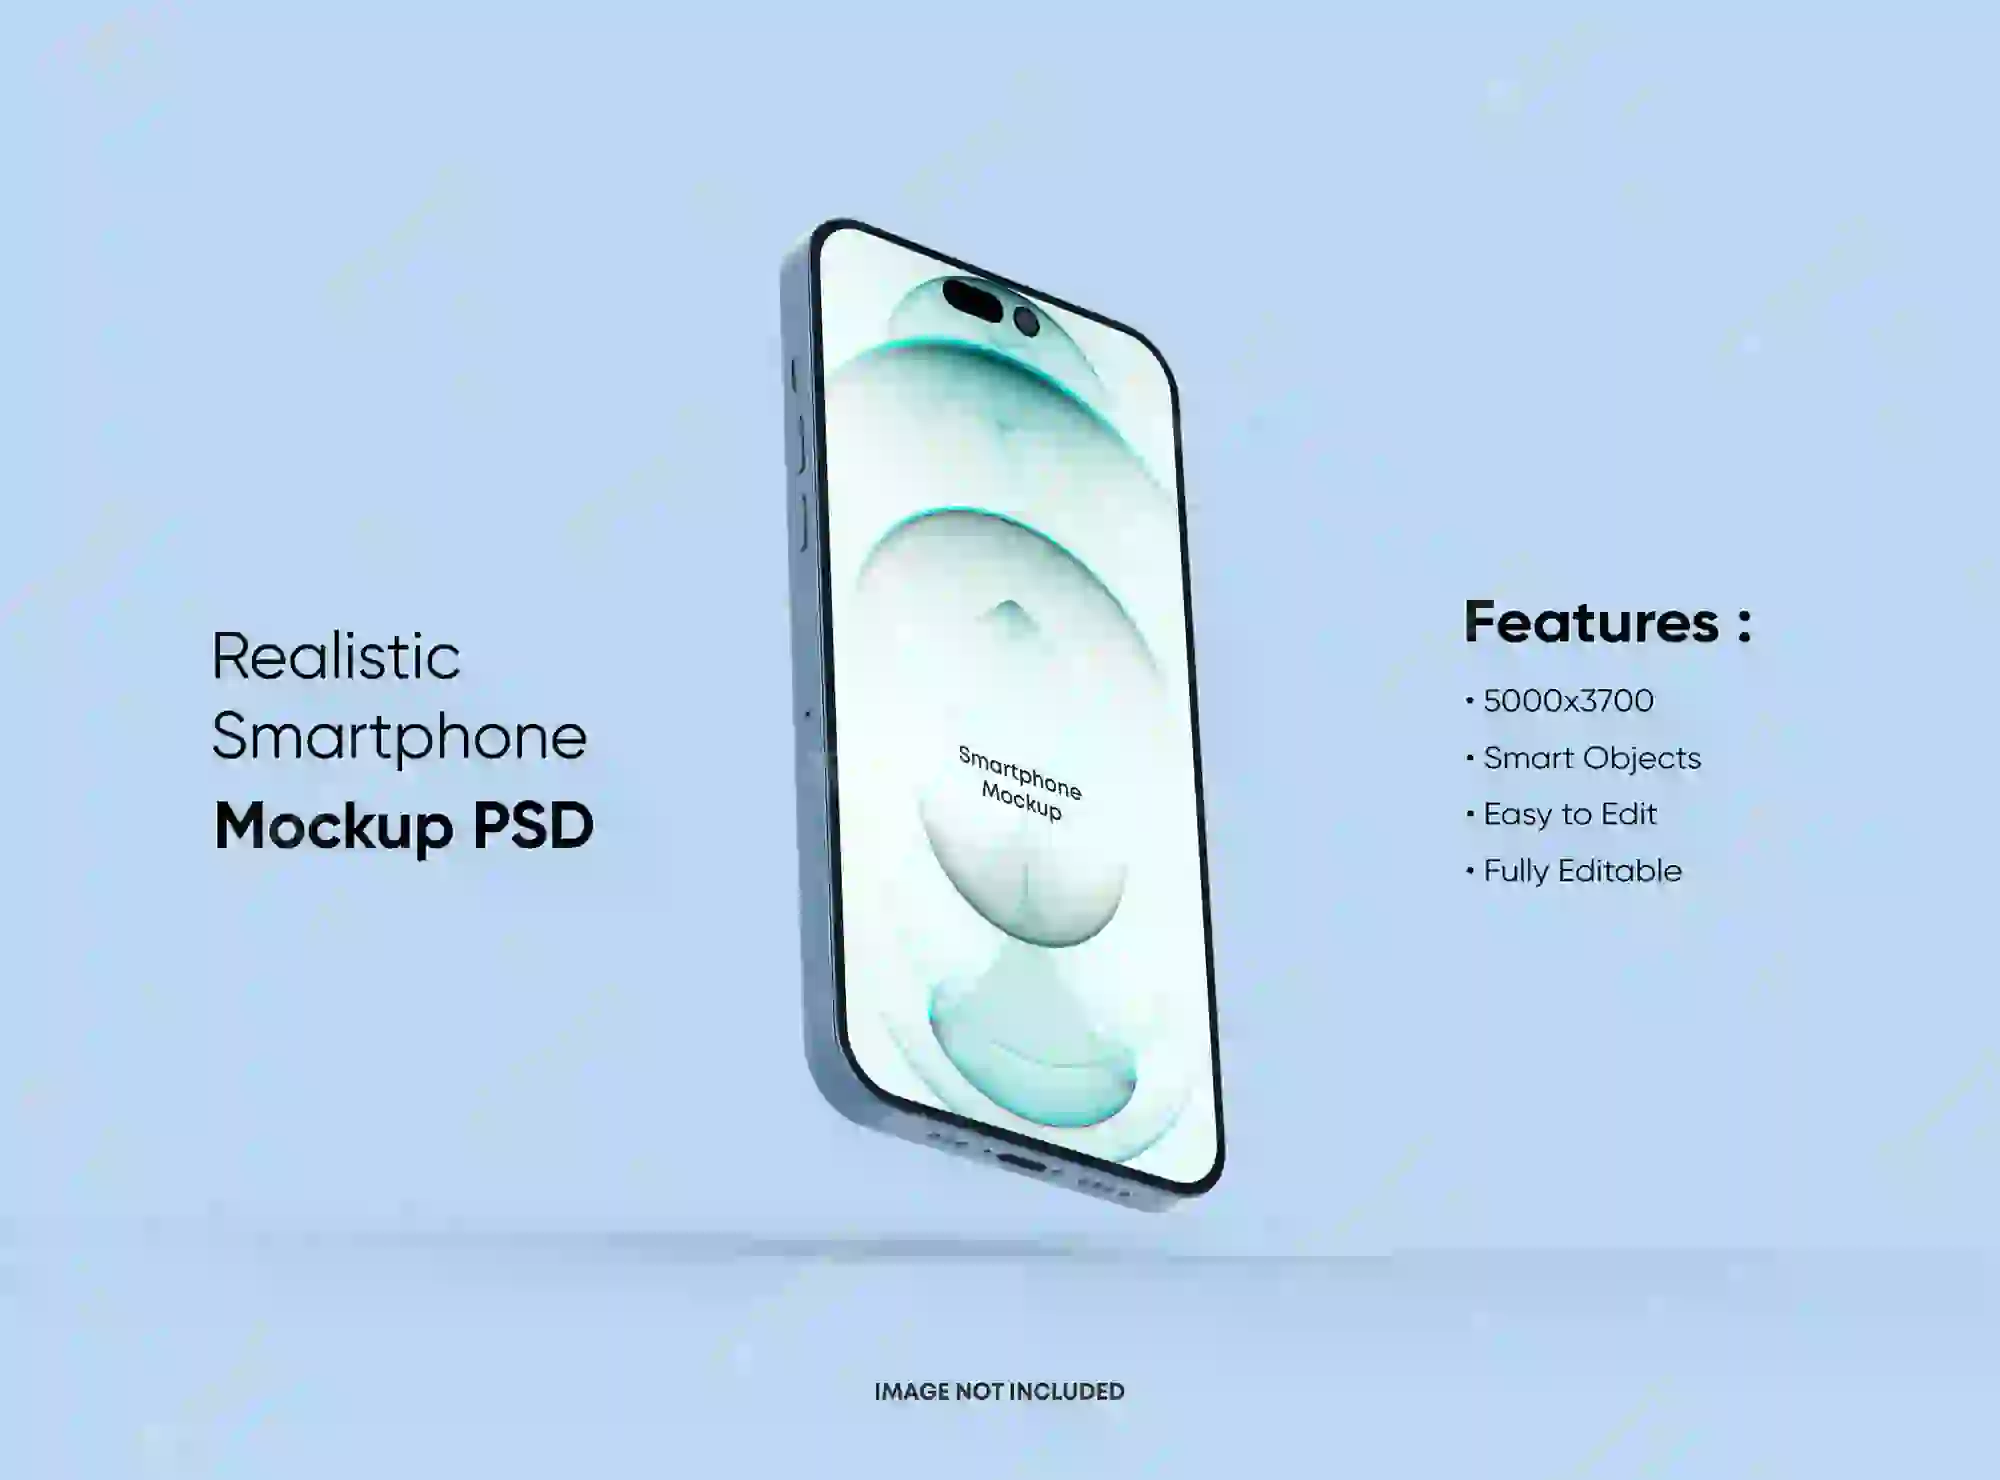 Realistic
Smartphone
Mockup PSD
Smartphone
Mockup
Features :
• 5000x3700
• Smart Objects
• Easy to Edit
• Fully Editable
IMAGE NOT INCLUDED